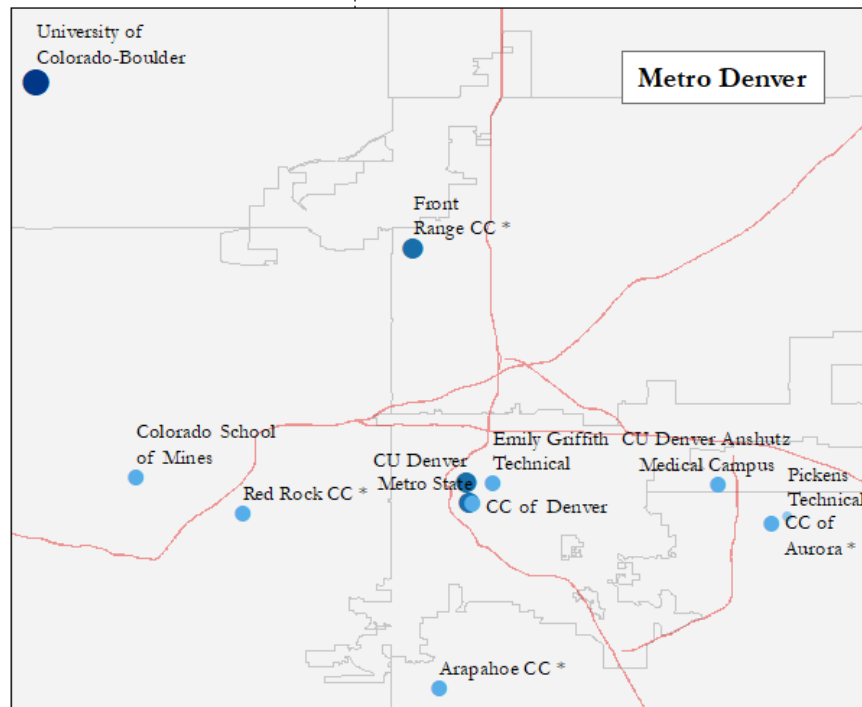 University of
Colorado-Boulder
Metro Denver
Front
Range CC *
Colorado School
of Mines
Red Rock CC *
CU Denver
Metro State
Emily Griffith
Technical
CC of Denver
CU Denver Anshutz
Medical Campus
Pickens
Technical
CC of
Aurora *
Arapahoe CC *